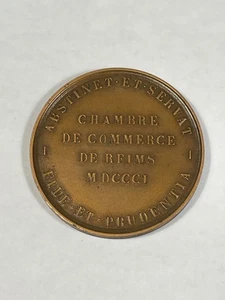 ABSTINET·ET·SERVAT
CHAMBRE
DE COMMERCE
DE REIMS
MDCCCI
I I
FIDE·ET·PRUDENTIA